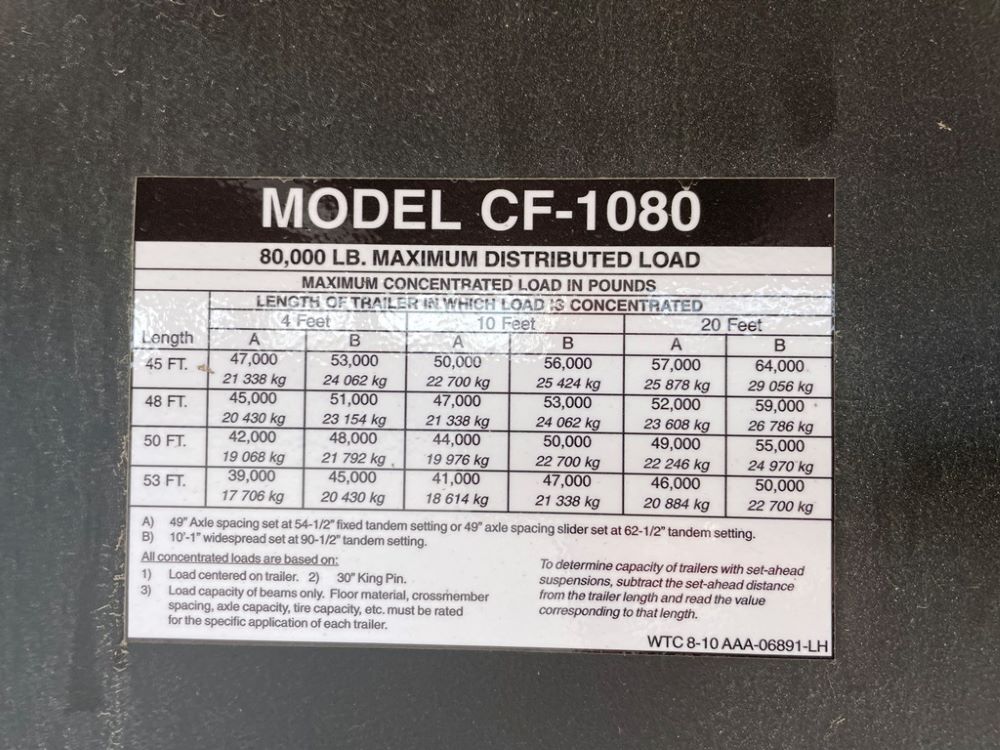 MODEL CF-1080
80,000 LB. MAXIMUM DISTRIBUTED LOAD
MAXIMUM CONCENTRATED LOAD IN POUNDS
LENGTH OF TRAILER IN WHICH LOAD IS CONCENTRATED
4 Feet 10 Feet 20 Feet
Length A B A B A B
45 FT. 47,000 53,000 50,000 56,000 57,000 64,000
21 338 kg 24 062 kg 22 700 kg 25 424 kg 25 878 kg 29 056 kg
48 FT. 45,000 51,000 47,000 53,000 52,000 59,000
20 430 kg 23 154 kg 21 338 kg 24 062 kg 23 608 kg 26 786 kg
50 FT. 42,000 48,000 44,000 50,000 49,000 55,000
19 068 kg 21 792 kg 19 976 kg 22 700 kg 22 246 kg 24 970 kg
53 FT. 39,000 45,000 41,000 47,000 46,000 50,000
17 706 kg 20 430 kg 18 614 kg 21 338 kg 20 884 kg 22 700 kg
A) 49" Axle spacing set at 54-1/2" fixed tandem setting or 49" axle spacing slider set at 62-1/2" tandem setting.
B) 10'-1" widespread set at 90-1/2" tandem setting.
All concentrated loads are based on:
1) Load centered on trailer. 2) 30" King Pin.
3) Load capacity of beams only. Floor material, crossmember
spacing, axle capacity, tire capacity, etc. must be rated
for the specific application of each trailer.
To determine capacity of trailers with set-ahead
suspensions, subtract the set-ahead distance
from the trailer length and read the value
corresponding to that length.
WTC 8-10 AAA-06891-LH